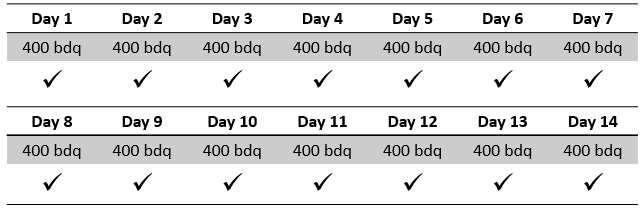 Day 1 Day 2 Day 3 Day 4 Day 5 Day 6 Day 7
400 bdq 400 bdq 400 bdq 400 bdq 400 bdq 400 bdq 400 bdq
✓ ✓ ✓ ✓ ✓ ✓ ✓
Day 8 Day 9 Day 10 Day 11 Day 12 Day 13 Day 14
400 bdq 400 bdq 400 bdq 400 bdq 400 bdq 400 bdq 400 bdq
✓ ✓ ✓ ✓ ✓ ✓ ✓